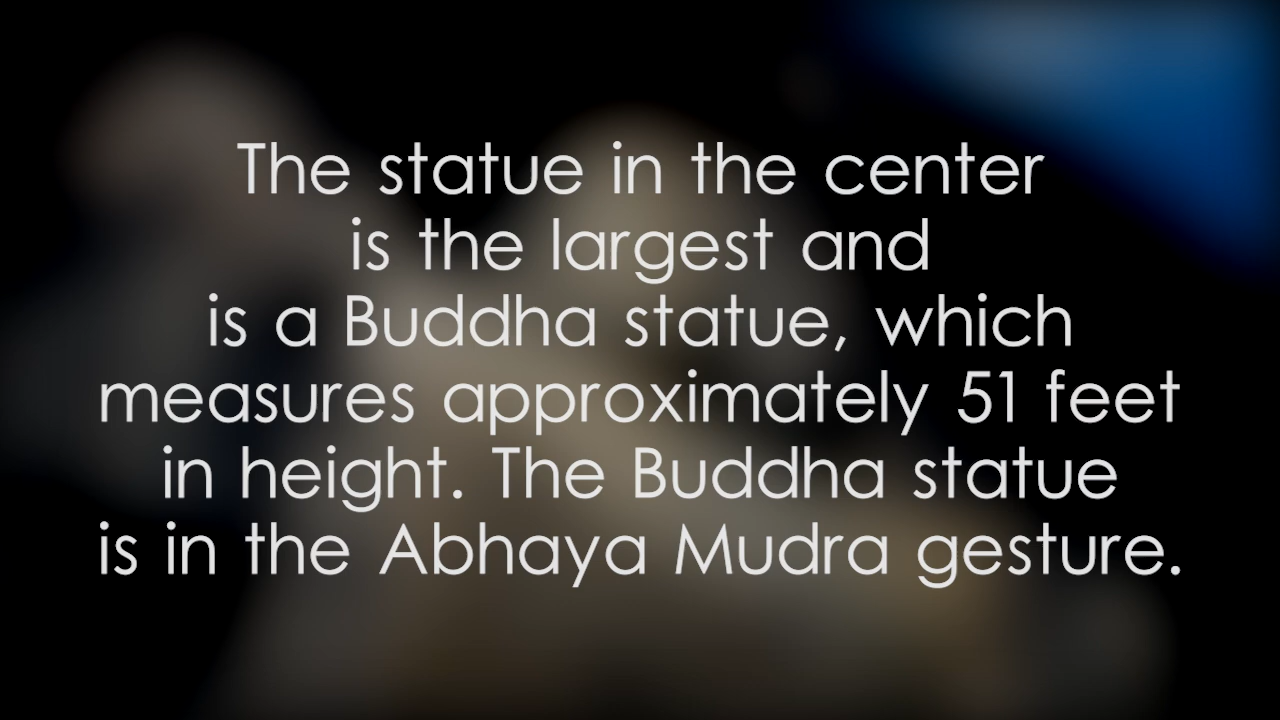 The statue in the center
is the largest and
is a Buddha statue, which
measures approximately 51 feet
in height. The Buddha statue
is in the Abhaya Mudra gesture.